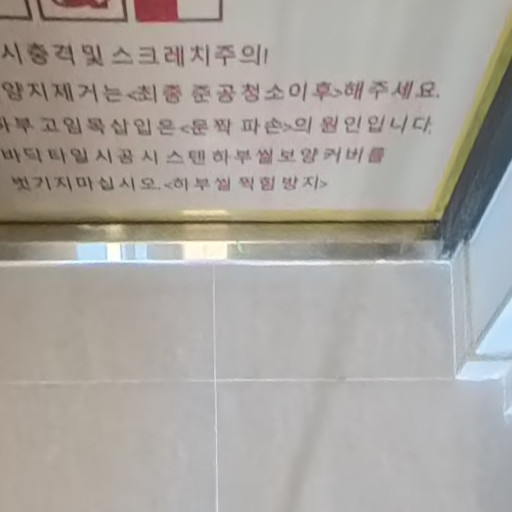 시충격및스크레치주의!
양지제거는<최종 준공청소이후>해주세요.
하부 고임목삽입은<문짝 파손>의 원인입니다.
바닥타일시공시 스텐하부씰보양커버를
벗기지마십시오.<하부씰 찍힘방지>